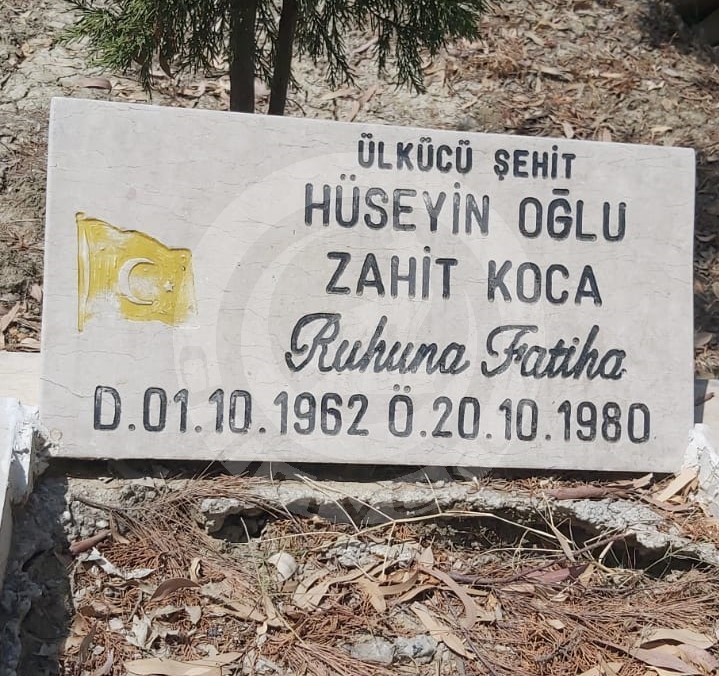 ÜLKÜCÜ ŞEHİT
HÜSEYİN OĞLU
ZAHİT KOCA
Ruhuna Fatiha
D.01.10.1962 Ö.20.10.1980